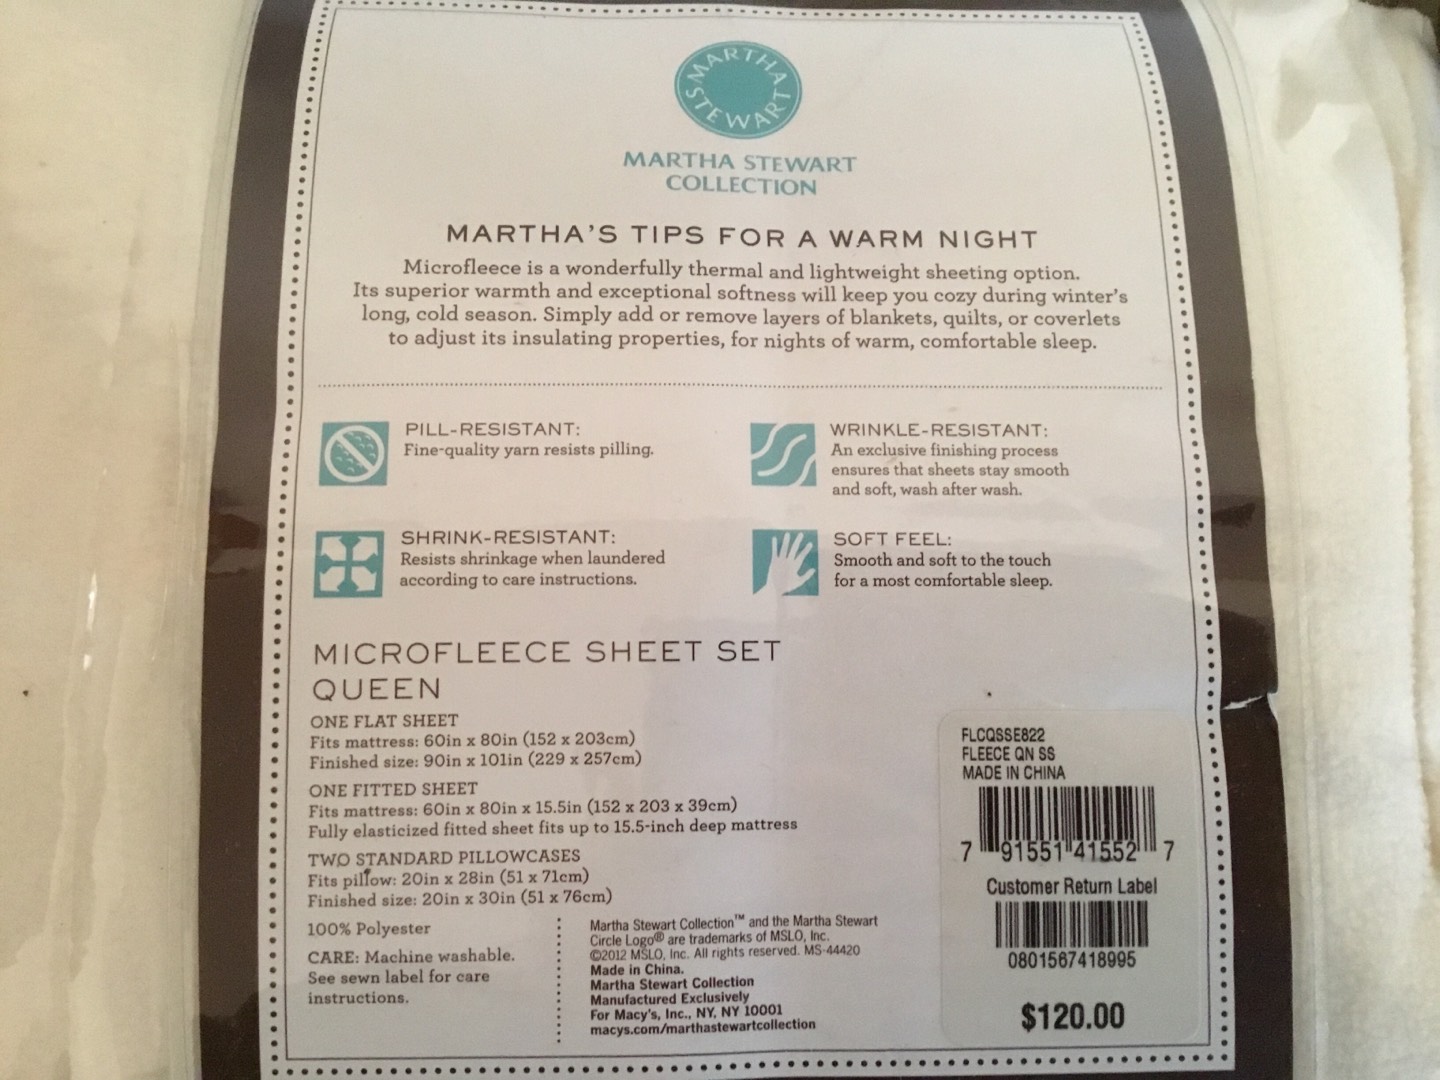 MARTHA STEWART
MARTHA STEWART
COLLECTION
MARTHA'S TIPS FOR A WARM NIGHT
Microfleece is a wonderfully thermal and lightweight sheeting option.
Its superior warmth and exceptional softness will keep you cozy during winter's
long, cold season. Simply add or remove layers of blankets, quilts, or coverlets
to adjust its insulating properties, for nights of warm, comfortable sleep.
PILL-RESISTANT:
Fine-quality yarn resists pilling.
WRINKLE-RESISTANT:
An exclusive finishing process
ensures that sheets stay smooth
and soft, wash after wash.
SHRINK-RESISTANT:
Resists shrinkage when laundered
according to care instructions.
SOFT FEEL:
Smooth and soft to the touch
for a most comfortable sleep.
MICROFLEECE SHEET SET
QUEEN
ONE FLAT SHEET
Fits mattress: 60in x 80in (152 x 203cm)
Finished size: 90in x 101in (229 x 257cm)
ONE FITTED SHEET
Fits mattress: 60in x 80in x 15.5in (152 x 203 x 39cm)
Fully elasticized fitted sheet fits up to 15.5-inch deep mattress
TWO STANDARD PILLOWCASES
Fits pillow: 20in x 28in (51 x 71cm)
Finished size: 20in x 30in (51 x 76cm)
100% Polyester
CARE: Machine washable.
See sewn label for care
instructions.
Martha Stewart Collection™ and the Martha Stewart
Circle Logo® are trademarks of MSLO, Inc.
©2012 MSLO, Inc. All rights reserved. MS-44420
Made in China.
Martha Stewart Collection
Manufactured Exclusively
For Macy's, Inc., NY, NY 10001
macys.com/marthastewartcollection
FLCQSSE822
FLEECE QN SS
MADE IN CHINA
7 91551 41552 7
Customer Return Label
0801567418995
$120.00